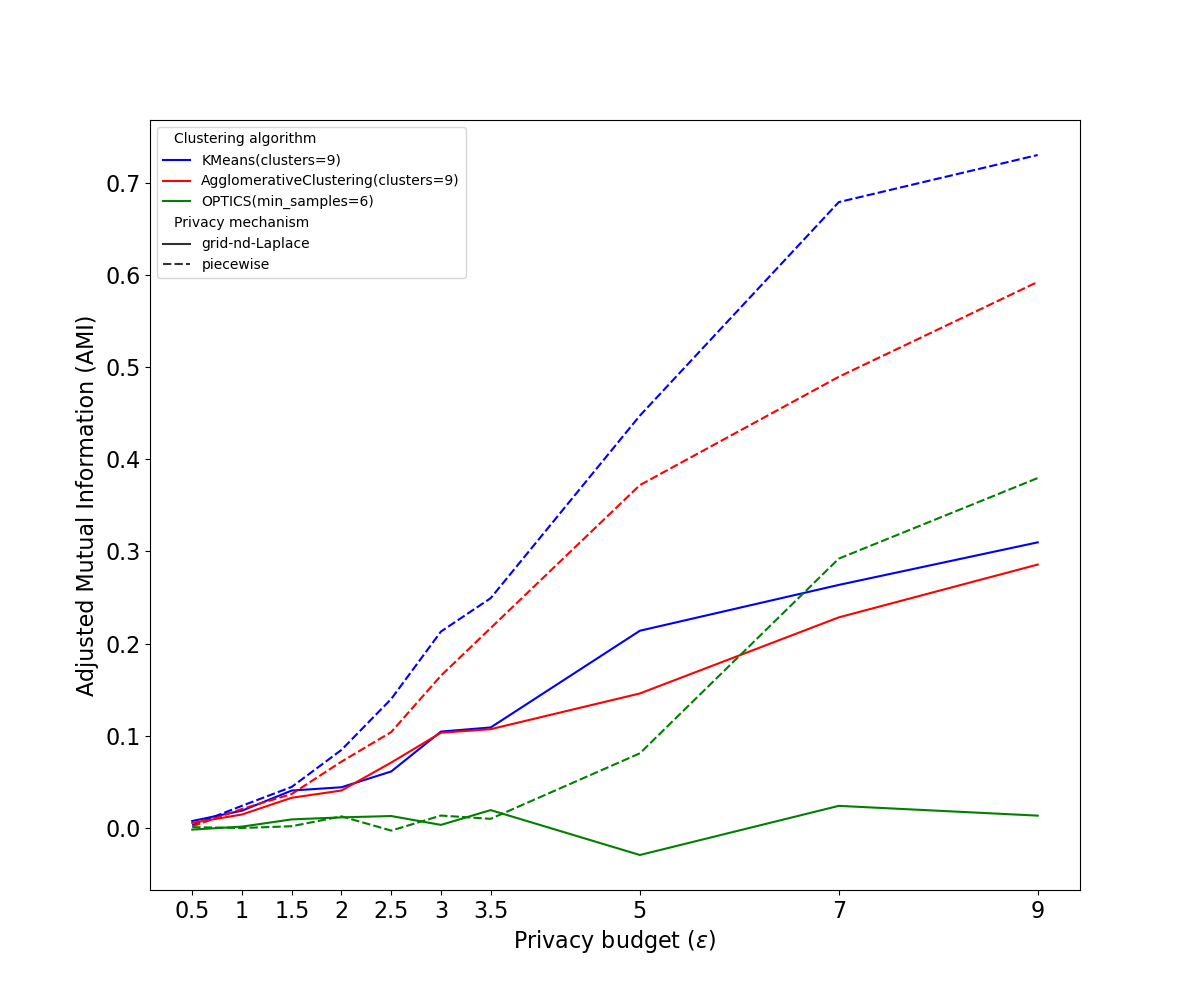 Clustering algorithm
KMeans(clusters=9)
AgglomerativeClustering(clusters=9)
OPTICS(min_samples=6)
Privacy mechanism
grid-nd-Laplace
piecewise
Adjusted Mutual Information (AMI)
0.7
0.6
0.5
0.4
0.3
0.2
0.1
0.0
0.5 1 1.5 2 2.5 3 3.5 5 7 9
Privacy budget (ε)